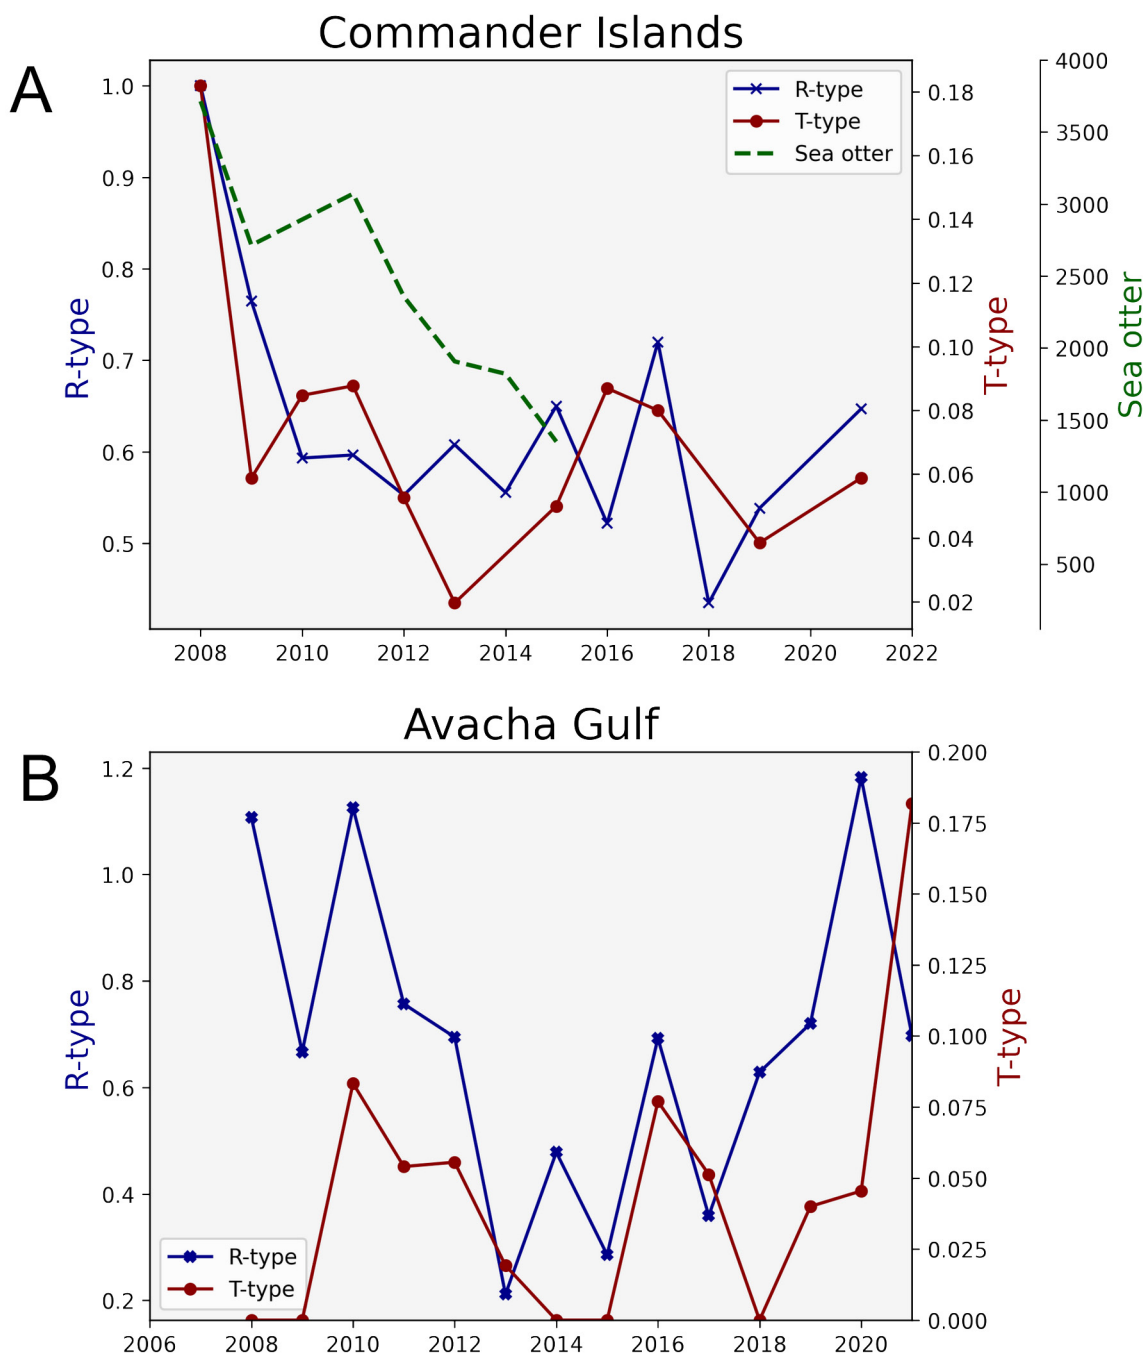 Commander Islands
A
R-type
T-type
Sea otter
1.0
0.9
0.8
0.7
0.6
0.5
R-type
0.18
0.16
0.14
0.12
0.10
0.08
0.06
0.04
0.02
T-type
4000
3500
3000
2500
2000
1500
1000
500
Sea otter
2008 2010 2012 2014 2016 2018 2020 2022
Avacha Gulf
B
1.2
1.0
0.8
0.6
0.4
0.2
R-type
R-type
T-type
0.200
0.175
0.150
0.125
0.100
0.075
0.050
0.025
0.000
T-type
2006 2008 2010 2012 2014 2016 2018 2020